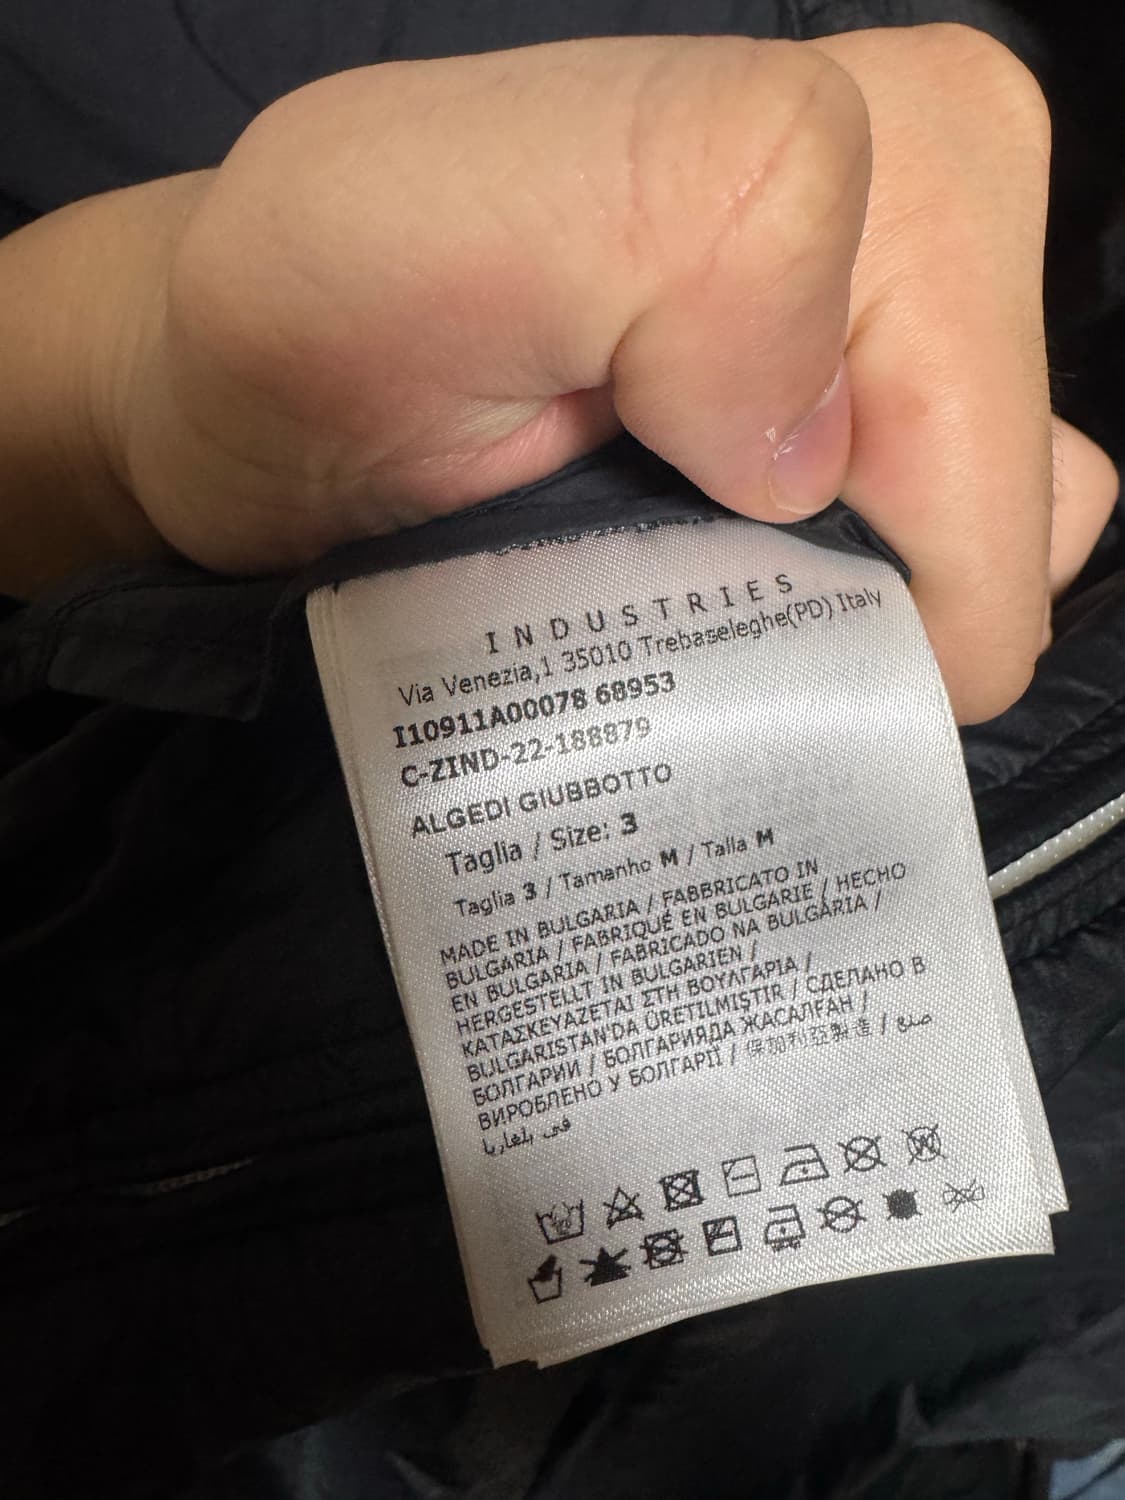 INDUSTRIES
Via Venezia,1 35010 Trebaseleghe(PD) Italy
I10911A00078 68953
C-ZIND-22-188879
ALGEDI GIUBBOTTO
Taglia / Size: 3
Taglia 3 / Tamanho M / Talla M
MADE IN BULGARIA / FABBRICATO IN
BULGARIA / FABRIQUÉ EN BULGARIE / HECHO
EN BULGARIA / FABRICADO NA BULGÁRIA /
HERGESTELLT IN BULGARIEN /
ΚΑΤΑΣΚΕΥΑΖΕΤΑΙ ΣΤΗ ΒΟΥΛΓΑΡΙΑ /
BULGARISTAN'DA ÜRETILMIŞTIR / СДЕЛАНО В
БОЛГАРИИ / БОЛГАРИЯДА ЖАСАЛҒАН /
ВИРОБЛЕНО У БОЛГАРІЇ / 保加利亞製造 / صنع
في بلغاريا